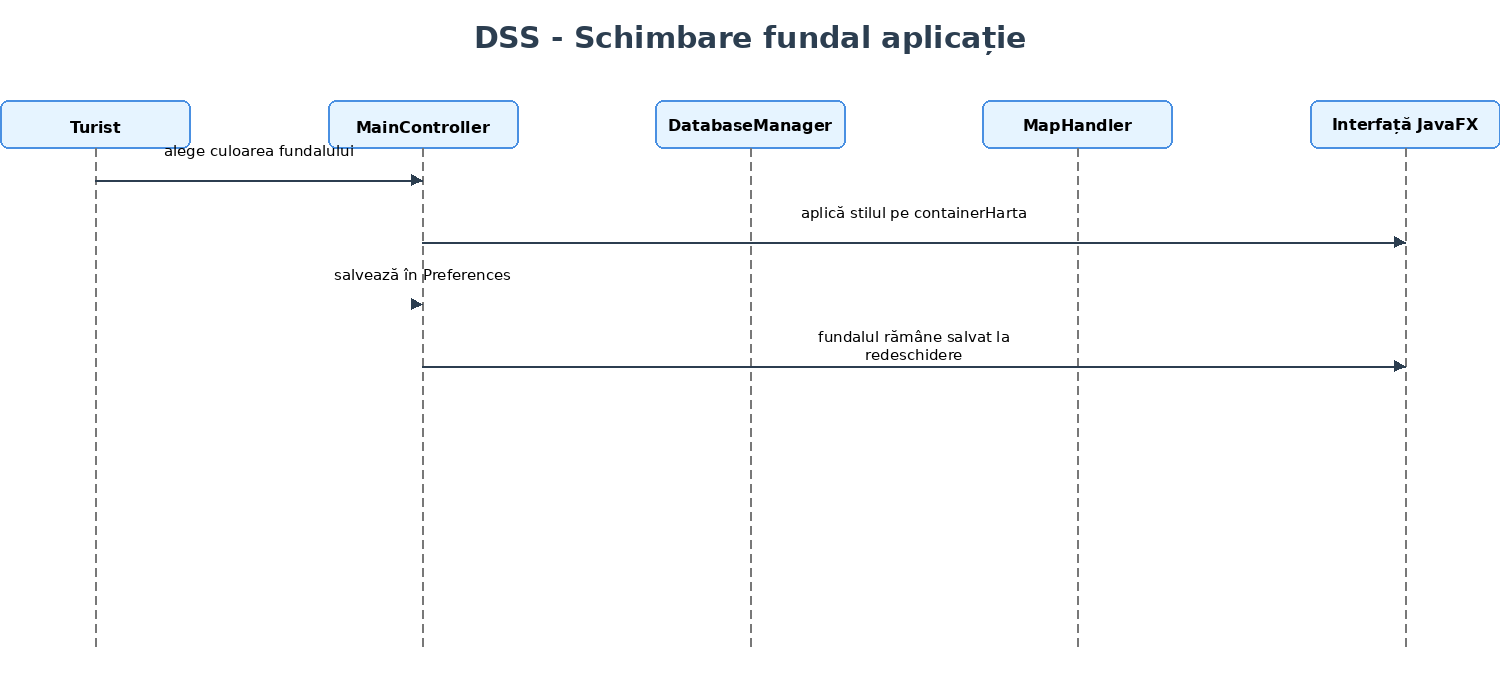 DSS - Schimbare fundal aplicație
Turist
MainController
DatabaseManager
MapHandler
Interfață JavaFX
alege culoarea fundalului
aplică stilul pe containerHarta
salvează în Preferences
fundalul rămâne salvat la
redeschidere